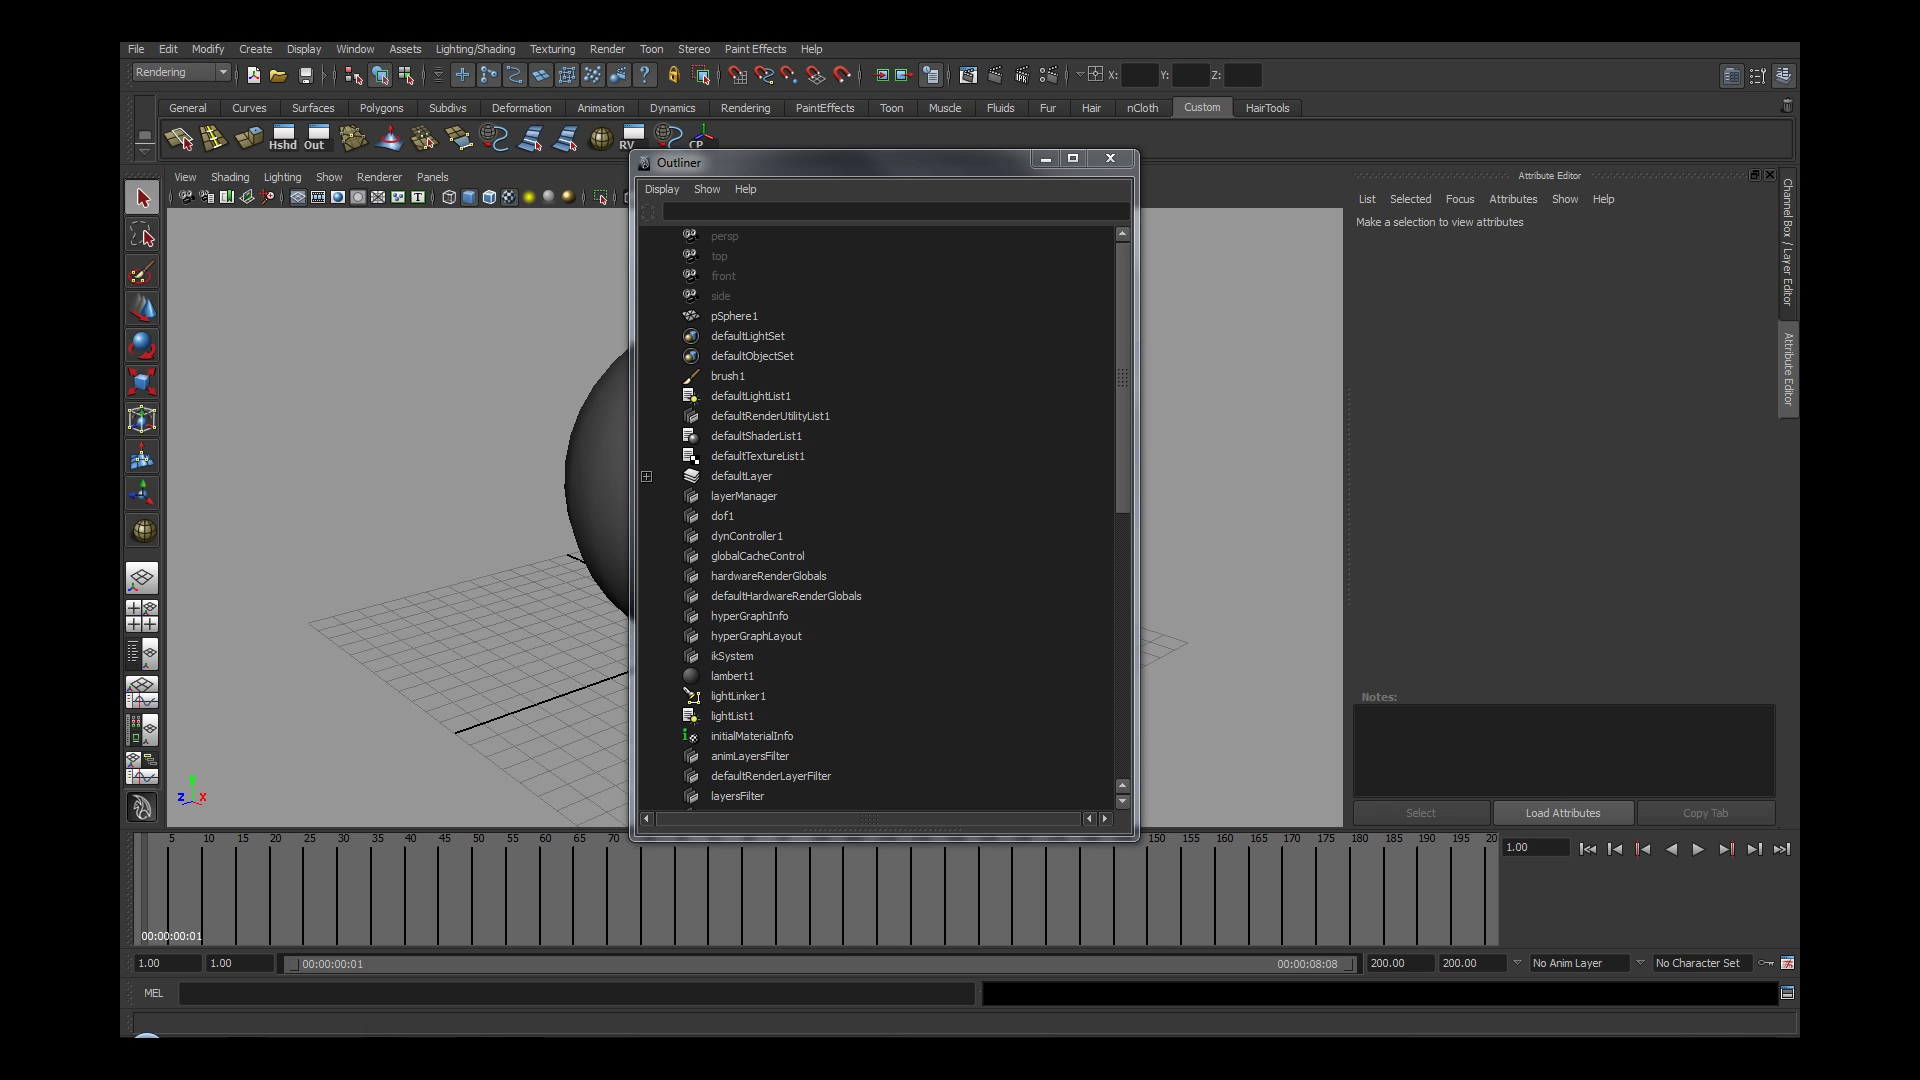 File Edit Modify Create Display Window Assets Lighting/Shading Texturing Render Toon Stereo Paint Effects Help
Rendering X: Y: Z:
General Curves Surfaces Polygons Subdivs Deformation Animation Dynamics Rendering PaintEffects Toon Muscle Fluids Fur Hair nCloth Custom HairTools
Hshd Out RV CP
Outliner
View Shading Lighting Show Renderer Panels
Display Show Help
Attribute Editor
List Selected Focus Attributes Show Help
Make a selection to view attributes
Channel Box / Layer Editor
Attribute Editor
persp
top
front
side
pSphere1
defaultLightSet
defaultObjectSet
brush1
defaultLightList1
defaultRenderUtilityList1
defaultShaderList1
defaultTextureList1
defaultLayer
layerManager
dof1
dynController1
globalCacheControl
hardwareRenderGlobals
defaultHardwareRenderGlobals
hyperGraphInfo
hyperGraphLayout
ikSystem
lambert1
lightLinker1
lightList1
initialMaterialInfo
animLayersFilter
defaultRenderLayerFilter
layersFilter
y
z x
Notes:
Select Load Attributes Copy Tab
5 10 15 20 25 30 35 40 45 50 55 60 65 70 150 155 160 165 170 175 180 185 190 195 20
1.00
00:00:00:01
1.00 1.00 00:00:00:01 00:00:08:08 200.00 200.00 No Anim Layer No Character Set
MEL